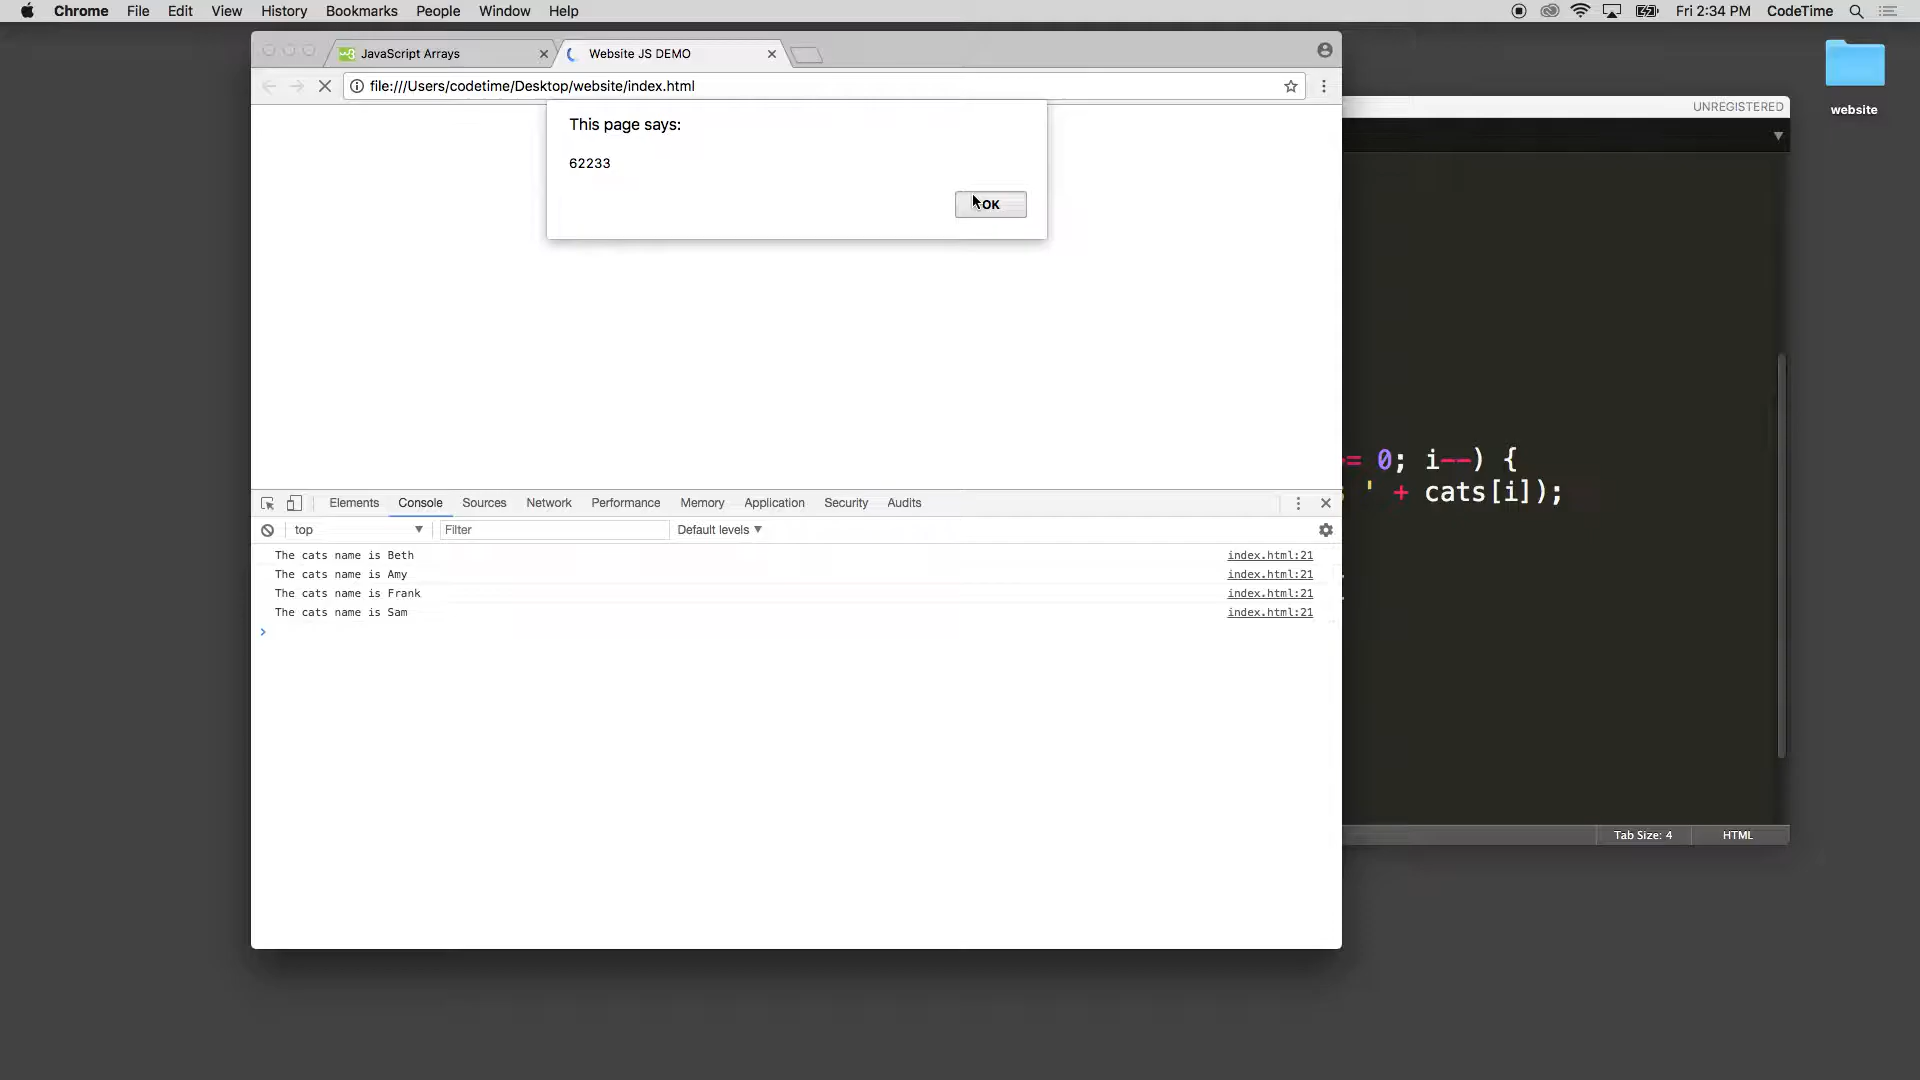 Chrome File Edit View History Bookmarks People Window Help
Fri 2:34 PM CodeTime
JavaScript Arrays
Website JS DEMO
file:///Users/codetime/Desktop/website/index.html
website
UNREGISTERED
This page says:
62233
OK
= 0; i--) {
' + cats[i]);
Elements Console Sources Network Performance Memory Application Security Audits
top Filter Default levels
The cats name is Beth index.html:21
The cats name is Amy index.html:21
The cats name is Frank index.html:21
The cats name is Sam index.html:21
Tab Size: 4 HTML